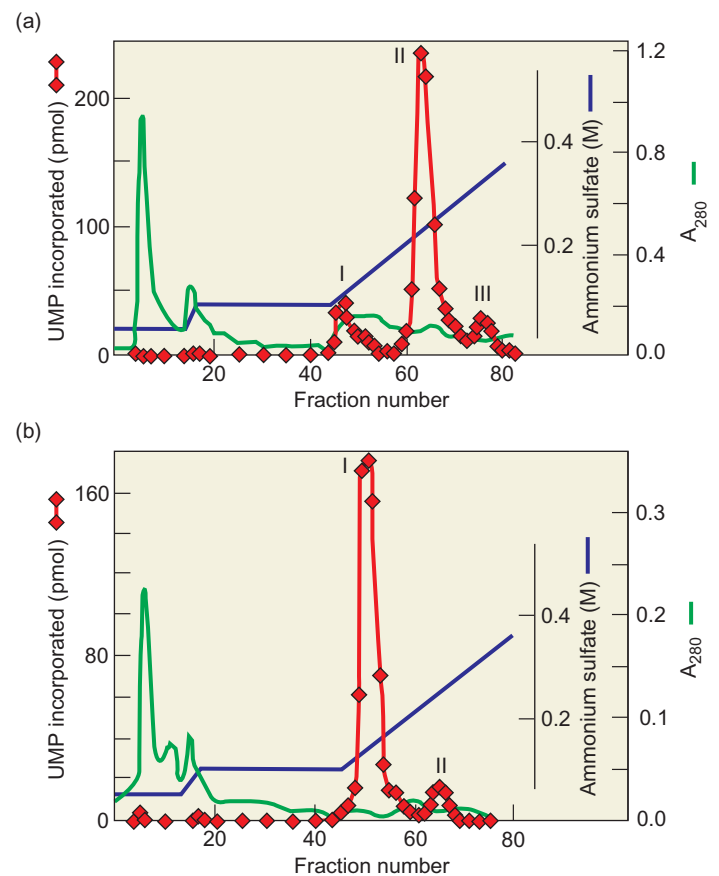 (a)
UMP incorporated (pmol)
200
100
0
I
II
III
20
40
60
80
Fraction number
0.4
0.2
Ammonium sulfate (M)
1.2
0.8
0.4
0.0
A280
(b)
UMP incorporated (pmol)
160
80
0
I
II
20
40
60
80
Fraction number
0.4
0.2
Ammonium sulfate (M)
0.3
0.2
0.1
0.0
A280